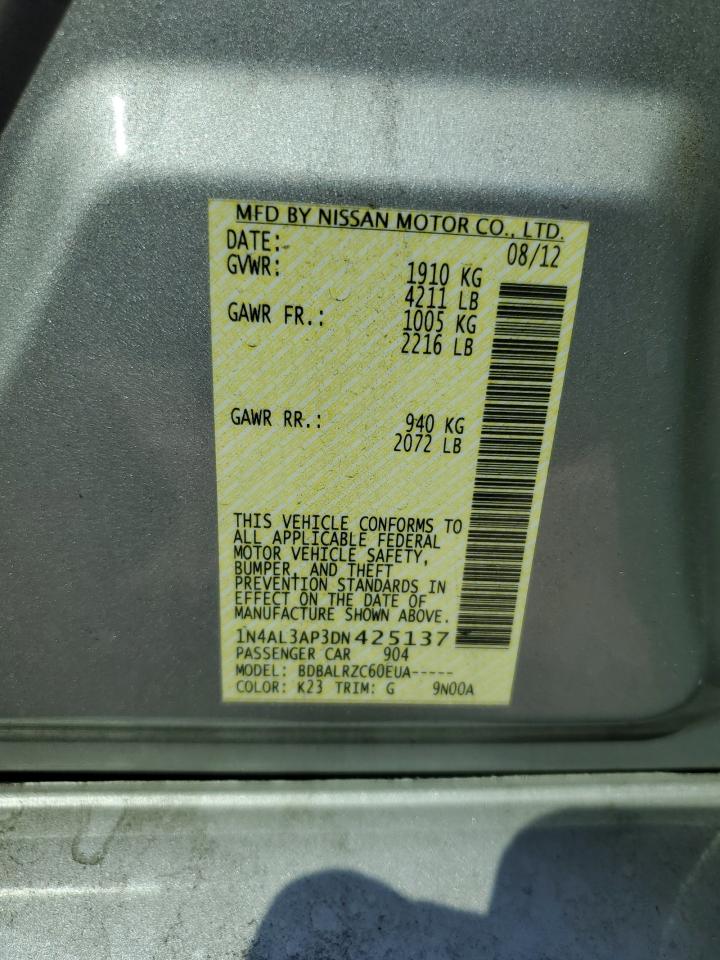 MFD BY NISSAN MOTOR CO., LTD.
DATE: 08/12
GVWR: 1910 KG
4211 LB
GAWR FR.: 1005 KG
2216 LB
GAWR RR.: 940 KG
2072 LB
THIS VEHICLE CONFORMS TO
ALL APPLICABLE FEDERAL
MOTOR VEHICLE SAFETY,
BUMPER, AND THEFT
PREVENTION STANDARDS IN
EFFECT ON THE DATE OF
MANUFACTURE SHOWN ABOVE.
1N4AL3AP3DN425137
PASSENGER CAR 904
MODEL: BDBALRZC60EUA-----
COLOR: K23 TRIM: G 9N00A